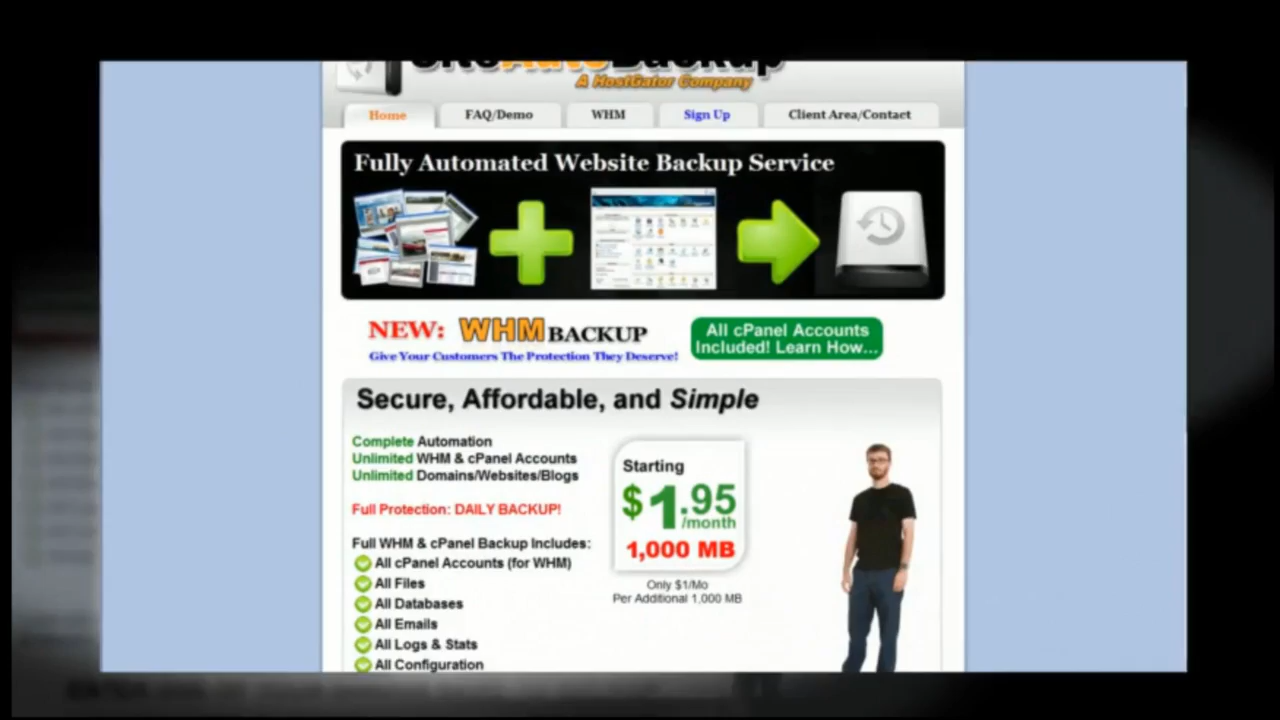 SiteAutoBackup
A HostGator Company
Home
FAQ/Demo
WHM
Sign Up
Client Area/Contact
Fully Automated Website Backup Service
NEW: WHM BACKUP
Give Your Customers The Protection They Deserve!
All cPanel Accounts
Included! Learn How...
Secure, Affordable, and Simple
Complete Automation
Unlimited WHM & cPanel Accounts
Unlimited Domains/Websites/Blogs
Full Protection: DAILY BACKUP!
Full WHM & cPanel Backup Includes:
All cPanel Accounts (for WHM)
All Files
All Databases
All Emails
All Logs & Stats
All Configuration
Starting
$1.95
/month
1,000 MB
Only $1/Mo
Per Additional 1,000 MB